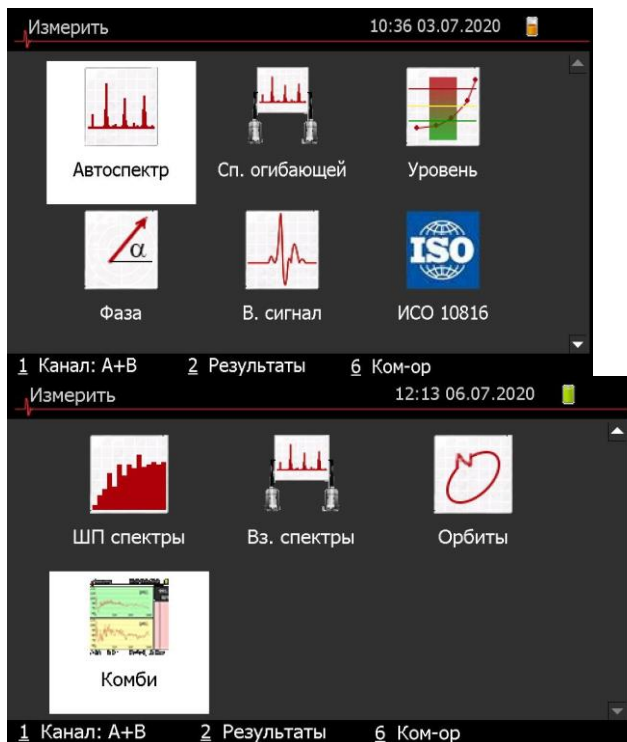 Измерить 10:36 03.07.2020
Автоспектр Сп. огибающей Уровень
α ISO
Фаза В. сигнал ИСО 10816
1 Канал: A+B 2 Результаты 6 Ком-ор
Измерить 12:13 06.07.2020
ШП спектры Вз. спектры Орбиты
Комби
1 Канал: A+B 2 Результаты 6 Ком-ор